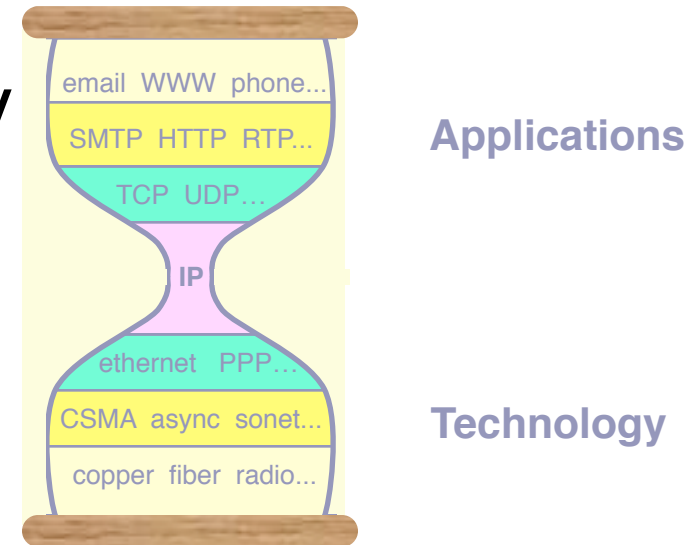 email WWW phone...
SMTP HTTP RTP...
Applications
TCP UDP…
IP
ethernet PPP…
CSMA async sonet...
Technology
copper fiber radio...